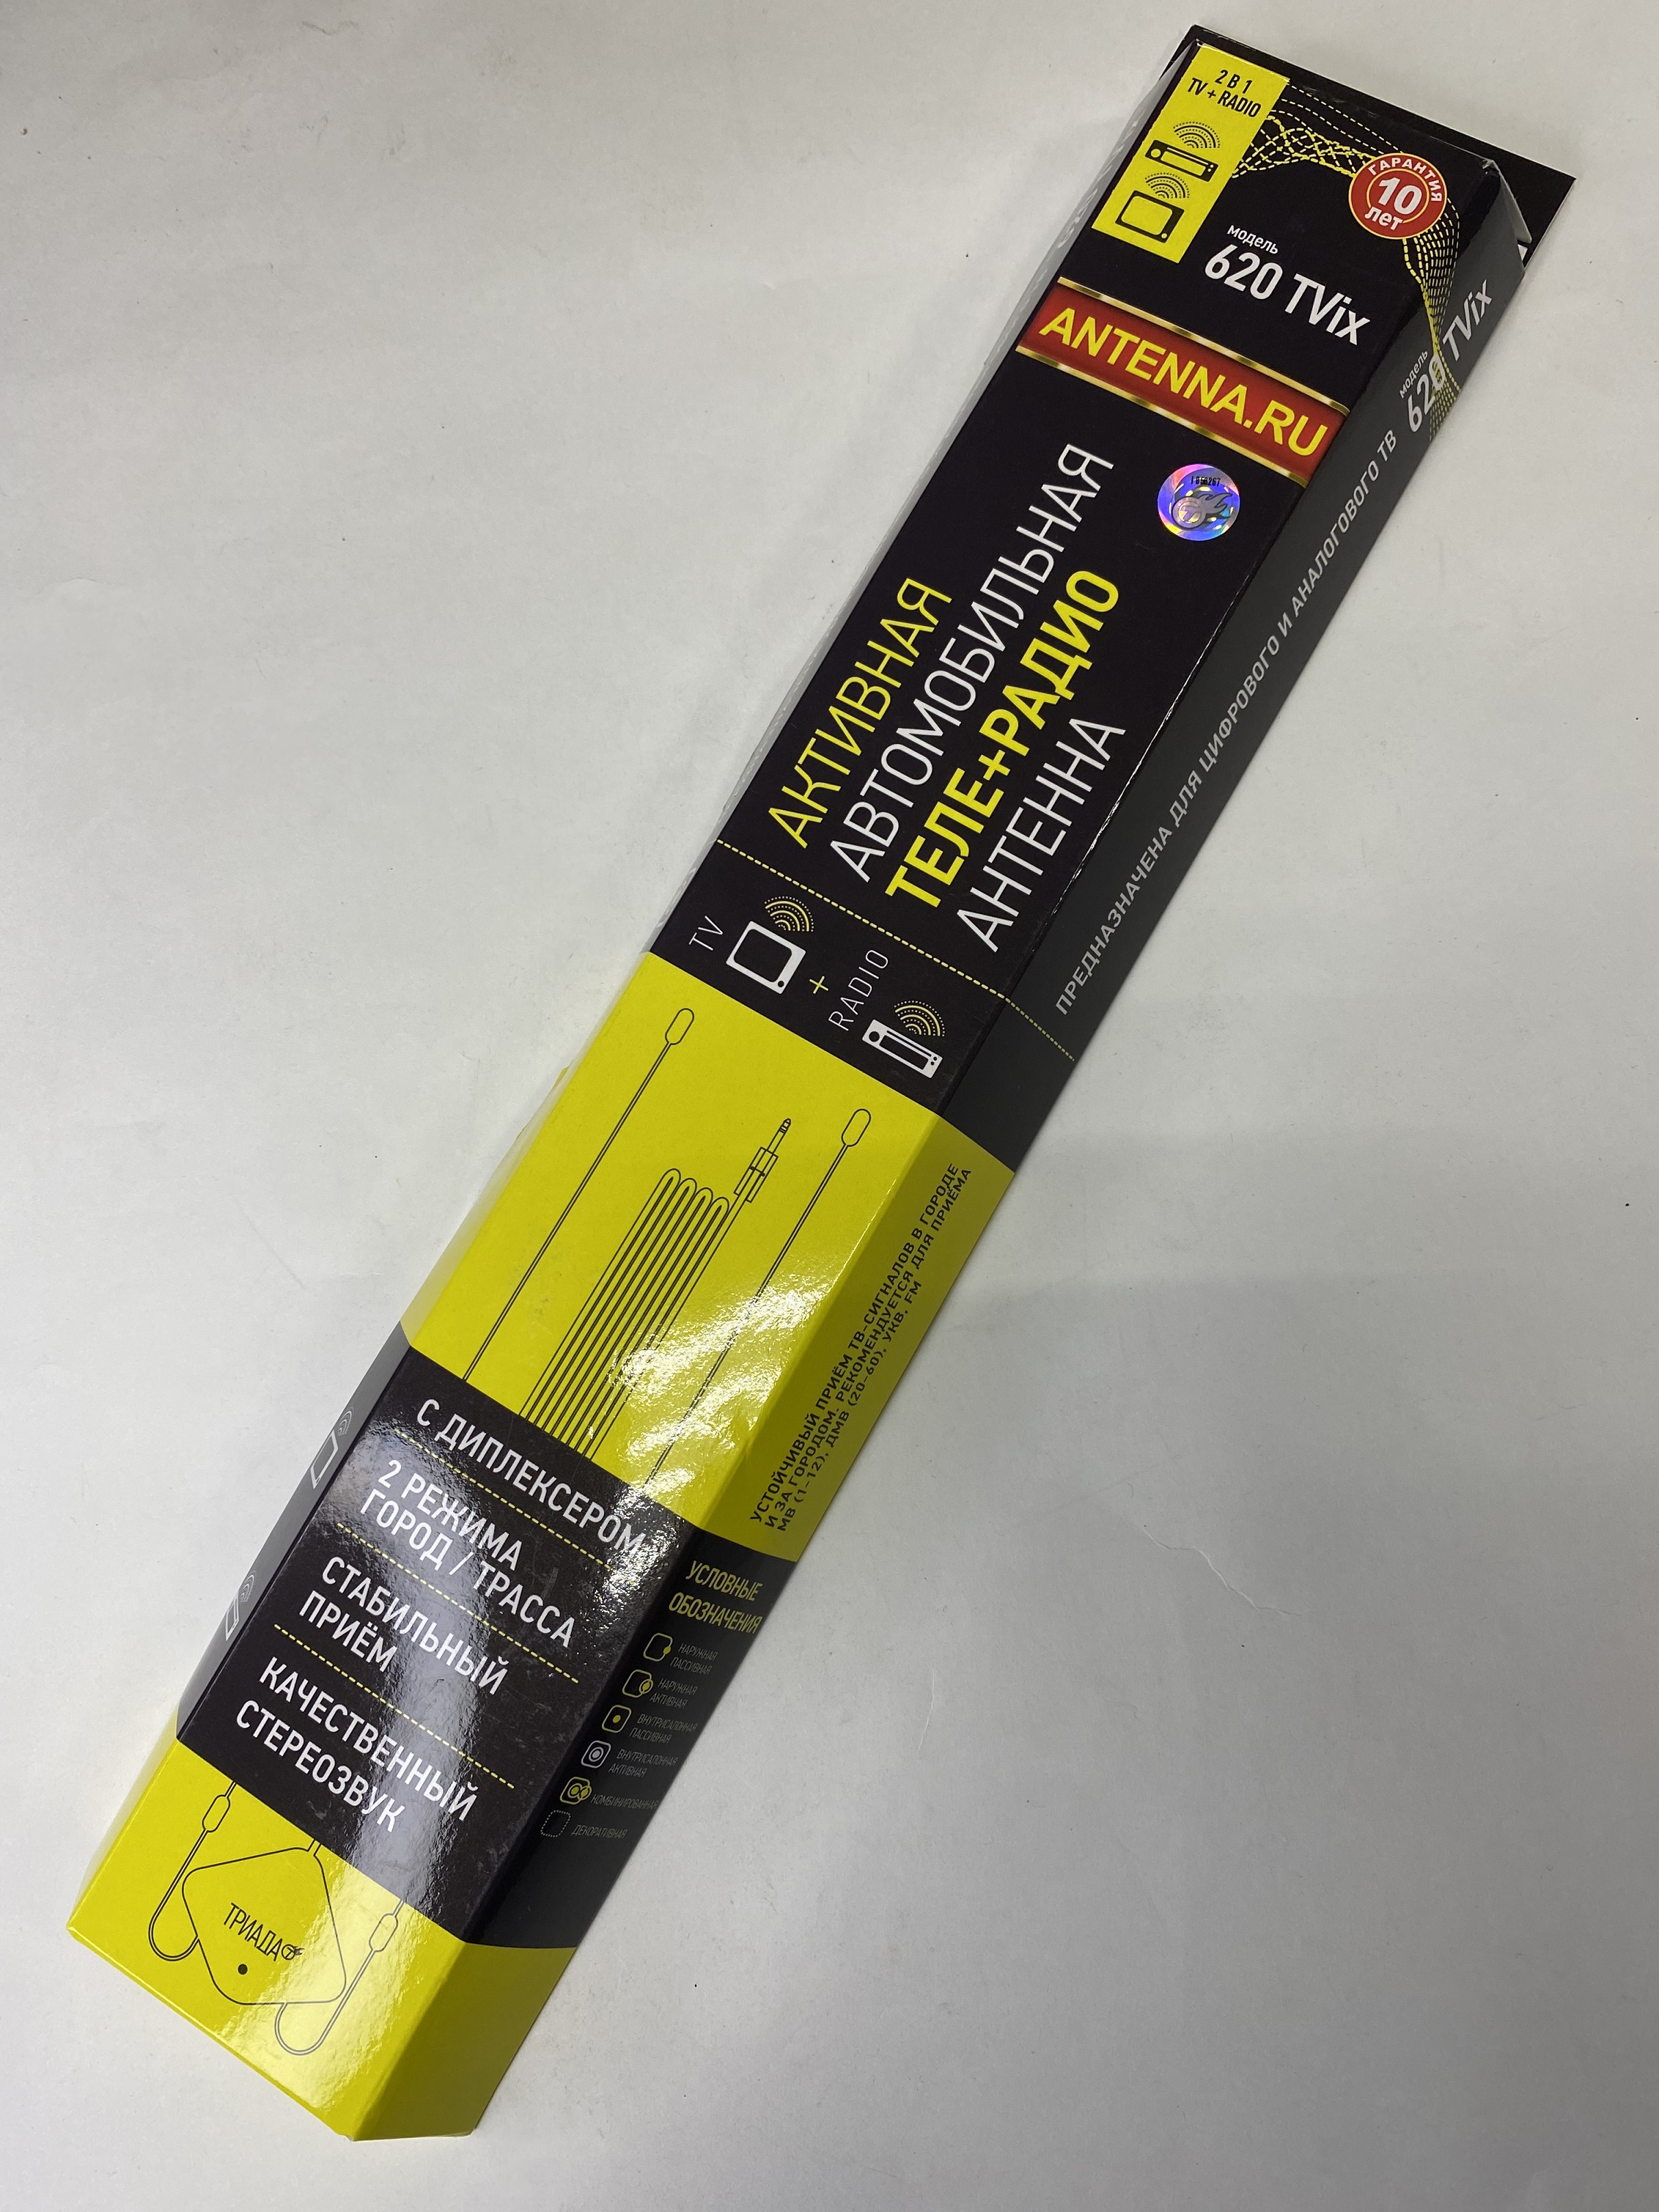 2 В 1
TV + RADIO
ГАРАНТИЯ
10
лет
модель
620 TVix
ANTENNA.RU
АКТИВНАЯ
АВТОМОБИЛЬНАЯ
ТЕЛЕ+РАДИО
АНТЕННА
TV
+
RADIO
С ДИПЛЕКСЕРОМ
2 РЕЖИМА
ГОРОД / ТРАССА
СТАБИЛЬНЫЙ
ПРИЁМ
КАЧЕСТВЕННЫЙ
СТЕРЕОЗВУК
ТРИАДА
модель
620 TVix
ПРЕДНАЗНАЧЕНА ДЛЯ ЦИФРОВОГО И АНАЛОГОВОГО ТВ
УСТОЙЧИВЫЙ ПРИЁМ ТВ-СИГНАЛОВ В ГОРОДЕ
И ЗА ГОРОДОМ. РЕКОМЕНДУЕТСЯ ДЛЯ ПРИЁМА
МВ (1-12), ДМВ (20-60), УКВ, FM
УСЛОВНЫЕ
ОБОЗНАЧЕНИЯ
НАРУЖНАЯ
ПАССИВНАЯ
НАРУЖНАЯ
АКТИВНАЯ
ВНУТРИСАЛОННАЯ
ПАССИВНАЯ
ВНУТРИСАЛОННАЯ
АКТИВНАЯ
КОМБИНИРОВАННАЯ
ДЕКОРАТИВНАЯ